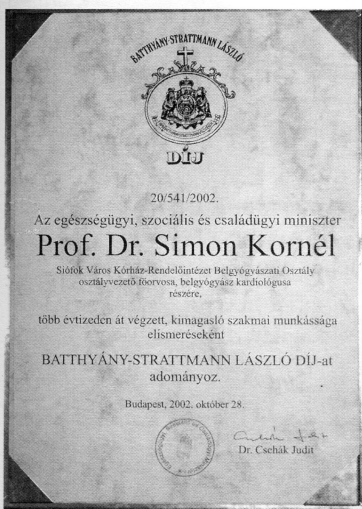 BATTHYÁNY-STRATTMANN LÁSZLÓ
DÍJ
20/541/2002.
Az egészségügyi, szociális és családügyi miniszter
Prof. Dr. Simon Kornél
Siófok Város Kórház-Rendelőintézet Belgyógyászati Osztály
osztályvezető főorvosa, belgyógyász kardiológusa
részére,
több évtizeden át végzett, kimagasló szakmai munkássága
elismeréseként
BATTHYÁNY-STRATTMANN LÁSZLÓ DÍJ-at
adományoz.
Budapest, 2002. október 28.
Dr. Csehák Judit